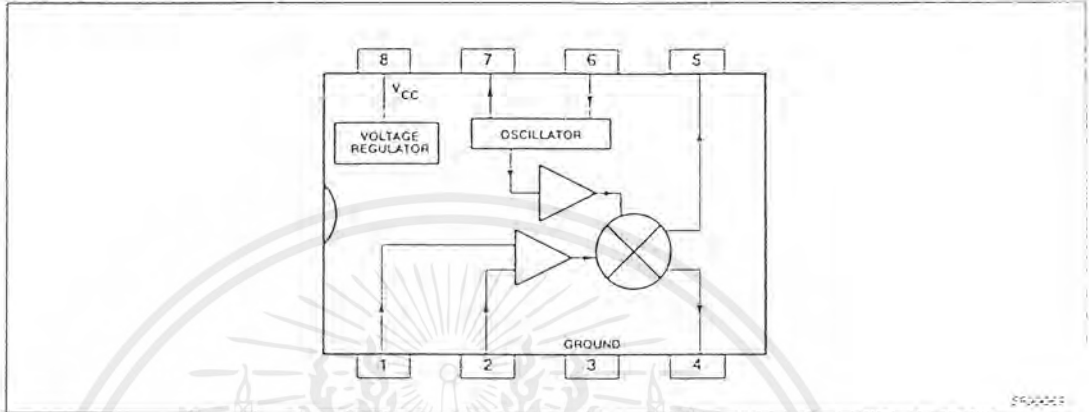 8 7 6 5
VCC
VOLTAGE
REGULATOR
OSCILLATOR
GROUND
1 2 3 4